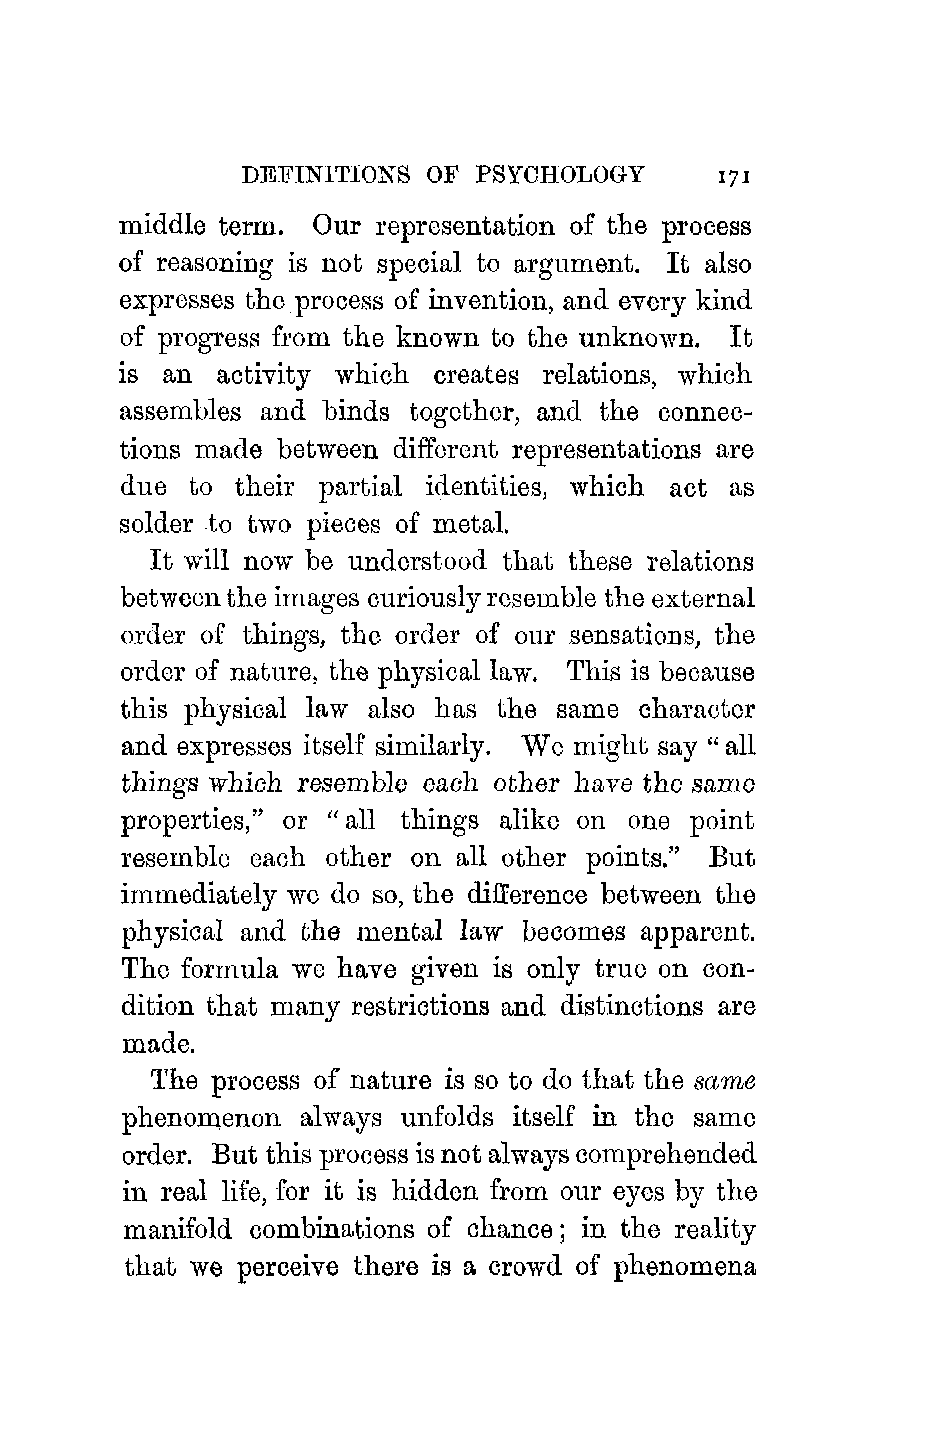 DEFINITIONS OF PSYCHOLOGY 171
middle term. Our representation of the process
of reasoning is not special to argument. It also
expresses the process of invention, and every kind
of progress from the known to the unknown. It
is an activity which creates relations, which
assembles and binds together, and the connec-
tions made between different representations are
due to their partial identities, which act as
solder to two pieces of metal.
It will now be understood that these relations
between the images curiously resemble the external
order of things, the order of our sensations, the
order of nature, the physical law. This is because
this physical law also has the same character
and expresses itself similarly. We might say “all
things which resemble each other have the same
properties,” or “all things alike on one point
resemble each other on all other points.” But
immediately we do so, the difference between the
physical and the mental law becomes apparent.
The formula we have given is only true on con-
dition that many restrictions and distinctions are
made.
The process of nature is so to do that the same
phenomenon always unfolds itself in the same
order. But this process is not always comprehended
in real life, for it is hidden from our eyes by the
manifold combinations of chance; in the reality
that we perceive there is a crowd of phenomena